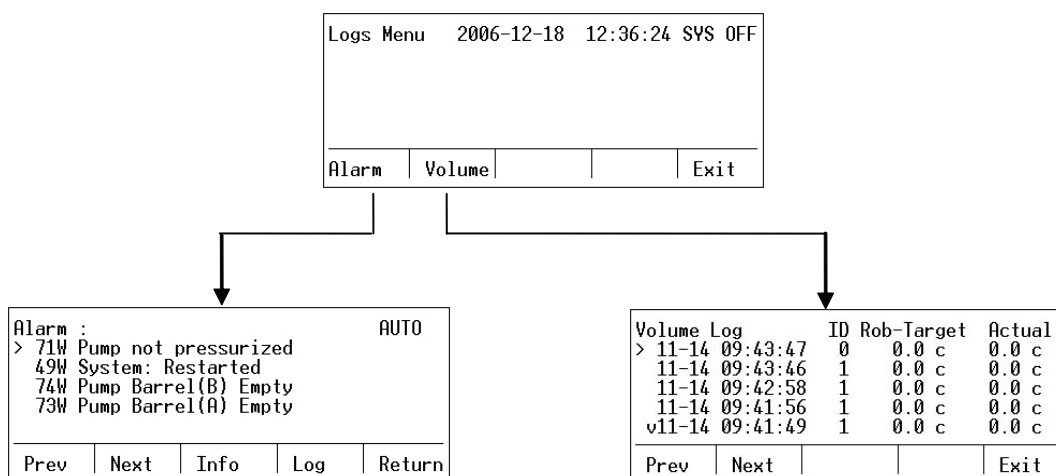 Logs Menu 2006-12-18 12:36:24 SYS OFF
Alarm Volume Exit
Alarm : AUTO
> 71W Pump not pressurized
49W System: Restarted
74W Pump Barrel(B) Empty
73W Pump Barrel(A) Empty
Prev Next Info Log Return
Volume Log ID Rob-Target Actual
> 11-14 09:43:47 0 0.0 c 0.0 c
11-14 09:43:46 1 0.0 c 0.0 c
11-14 09:42:58 1 0.0 c 0.0 c
11-14 09:41:56 1 0.0 c 0.0 c
v11-14 09:41:49 1 0.0 c 0.0 c
Prev Next Exit